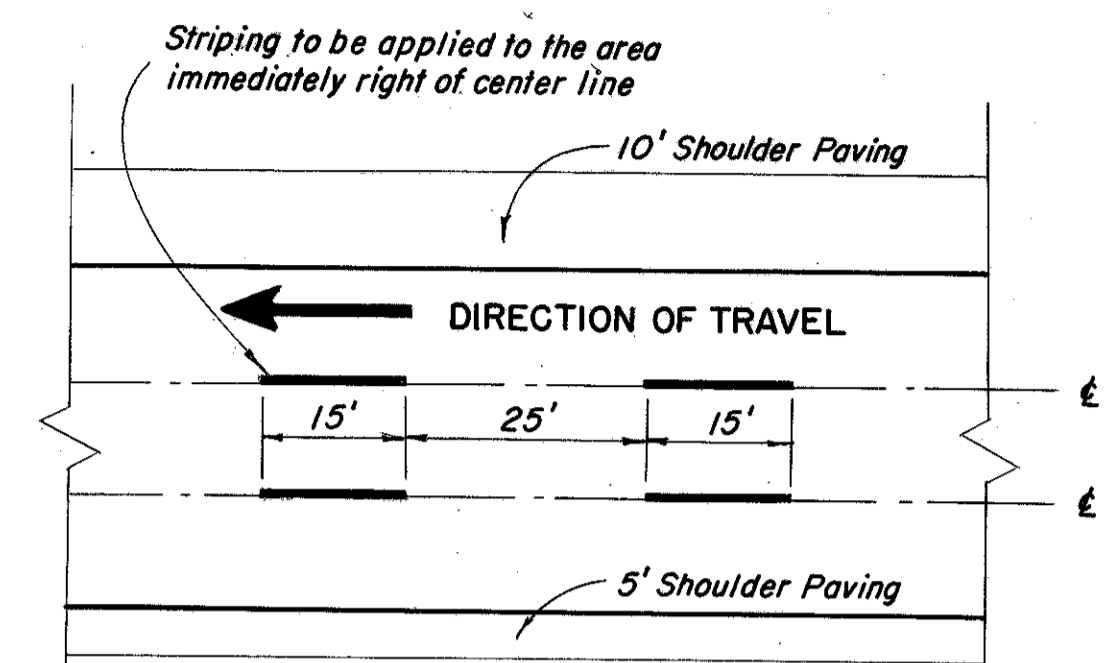 Striping to be applied to the area
immediately right of center line
10' Shoulder Paving
DIRECTION OF TRAVEL
℄
15' 25' 15'
℄
5' Shoulder Paving